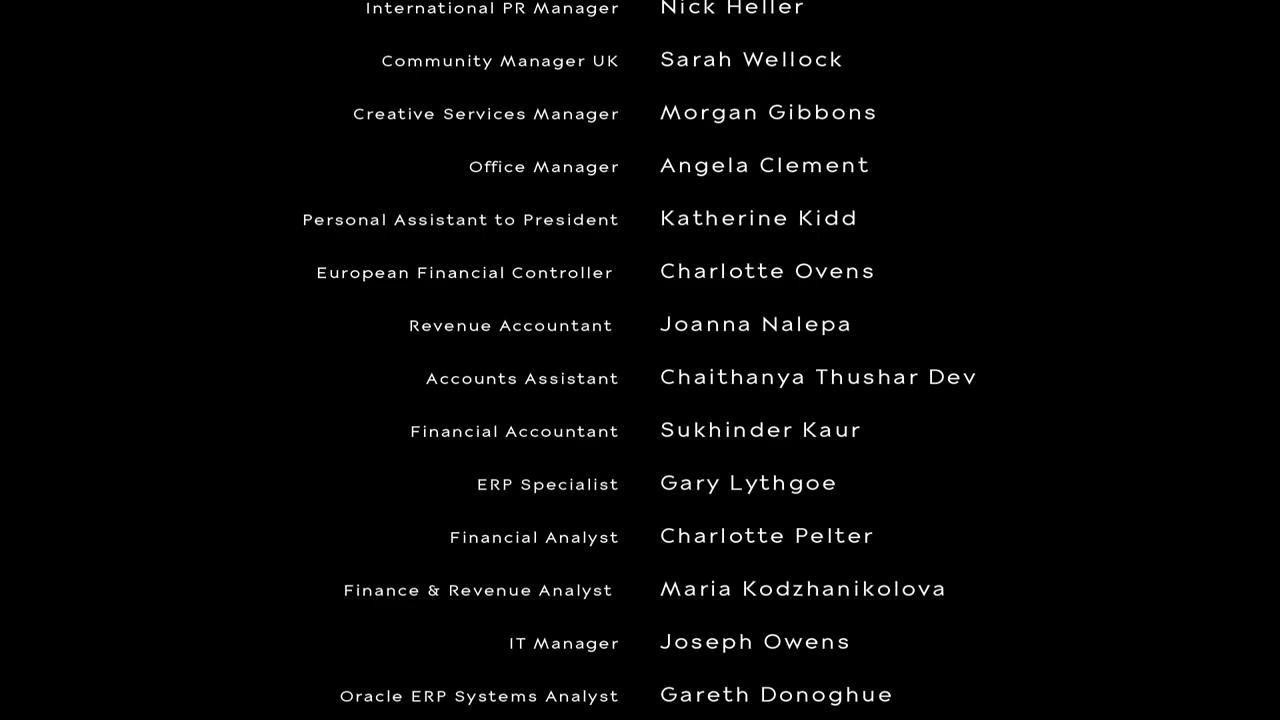 International PR Manager Nick Heller
Community Manager UK Sarah Wellock
Creative Services Manager Morgan Gibbons
Office Manager Angela Clement
Personal Assistant to President Katherine Kidd
European Financial Controller Charlotte Ovens
Revenue Accountant Joanna Nalepa
Accounts Assistant Chaithanya Thushar Dev
Financial Accountant Sukhinder Kaur
ERP Specialist Gary Lythgoe
Financial Analyst Charlotte Pelter
Finance & Revenue Analyst Maria Kodzhanikolova
IT Manager Joseph Owens
Oracle ERP Systems Analyst Gareth Donoghue